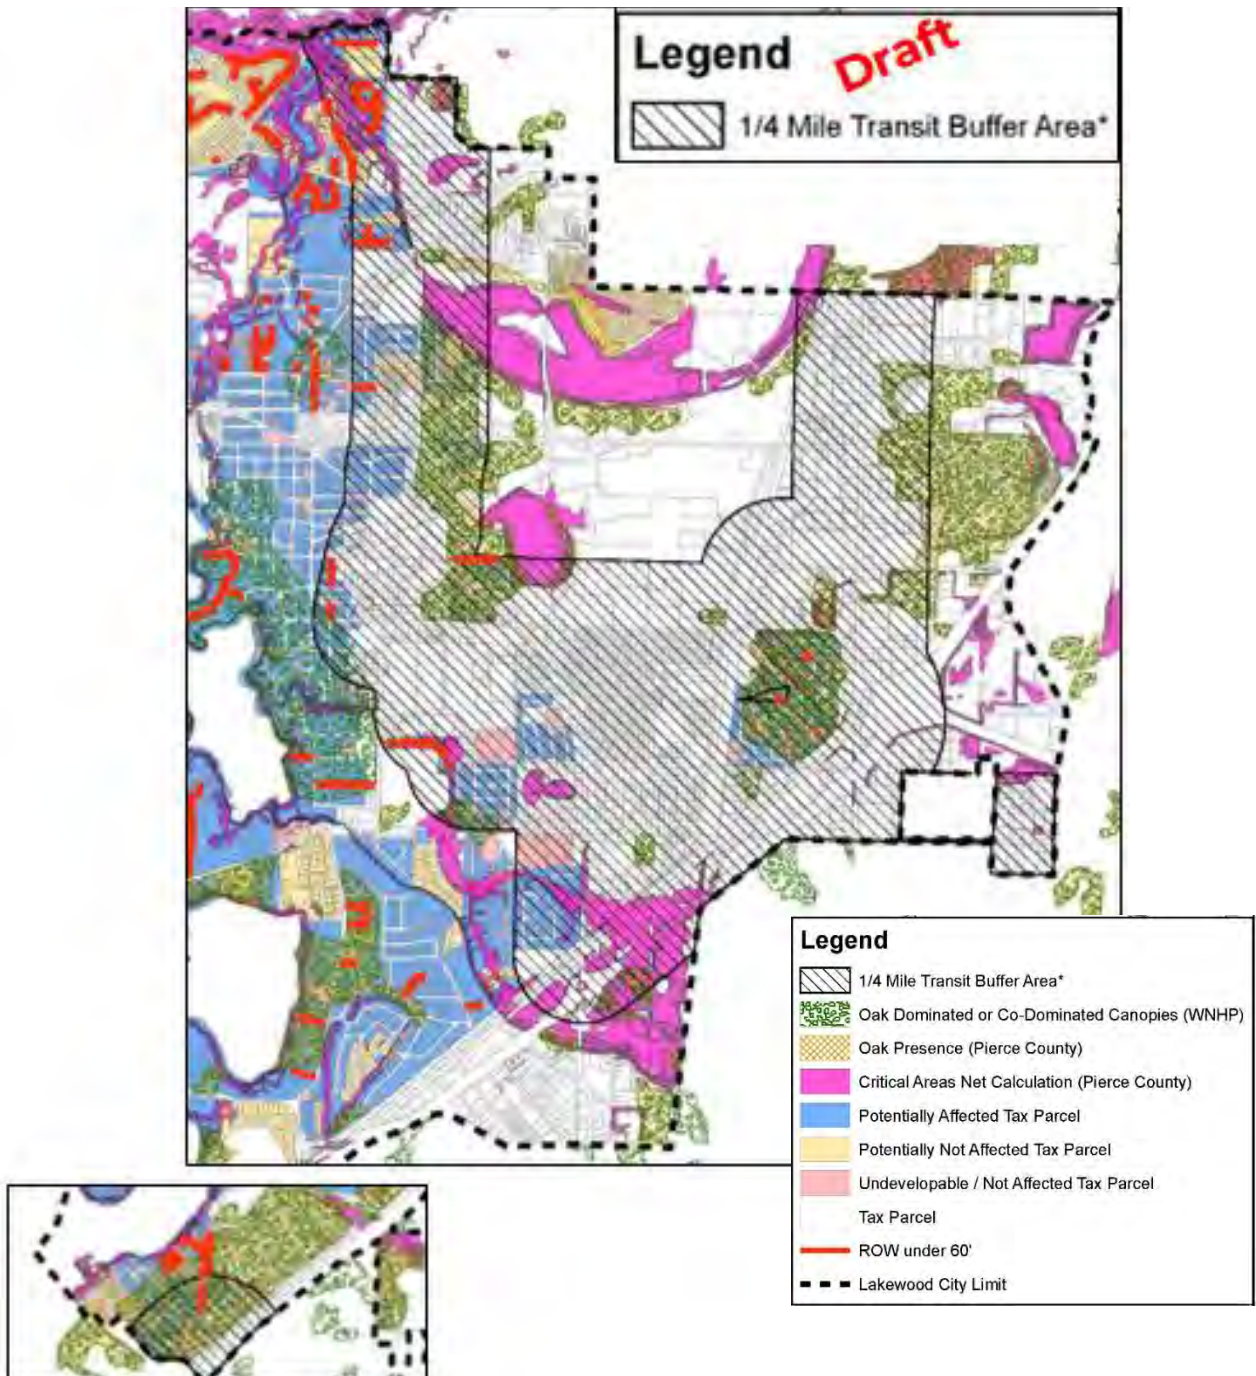 Legend
Draft
1/4 Mile Transit Buffer Area*
Legend
1/4 Mile Transit Buffer Area*
Oak Dominated or Co-Dominated Canopies (WNHP)
Oak Presence (Pierce County)
Critical Areas Net Calculation (Pierce County)
Potentially Affected Tax Parcel
Potentially Not Affected Tax Parcel
Undevelopable / Not Affected Tax Parcel
Tax Parcel
ROW under 60'
Lakewood City Limit